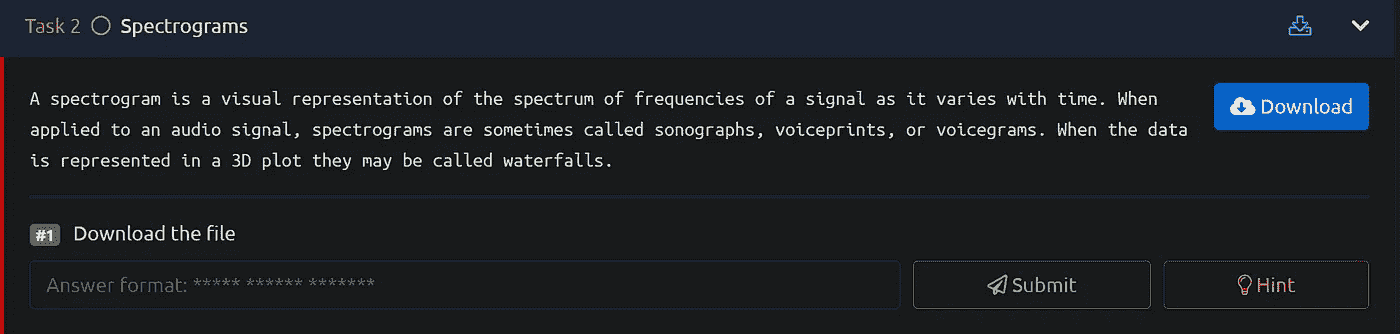 Task 2 Spectrograms
A spectrogram is a visual representation of the spectrum of frequencies of a signal as it varies with time. When
applied to an audio signal, spectrograms are sometimes called sonographs, voiceprints, or voicegrams. When the data
is represented in a 3D plot they may be called waterfalls.
Download
#1 Download the file
Answer format: ***** ****** *******
Submit
Hint